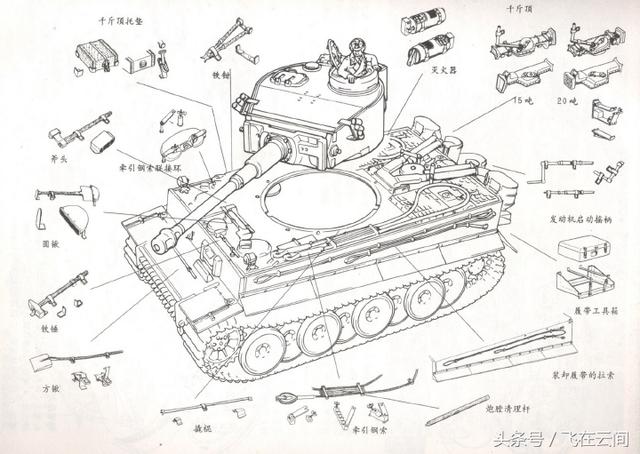 千斤顶托垫
铁钳
灭火器
千斤顶
15吨
20吨
斧头
牵引钢索联接环
发动机启动摇柄
圆锹
履带工具箱
铁锤
方锹
装卸履带的拉索
撬棍
牵引钢索
炮膛清理杆
头条号／飞在云间